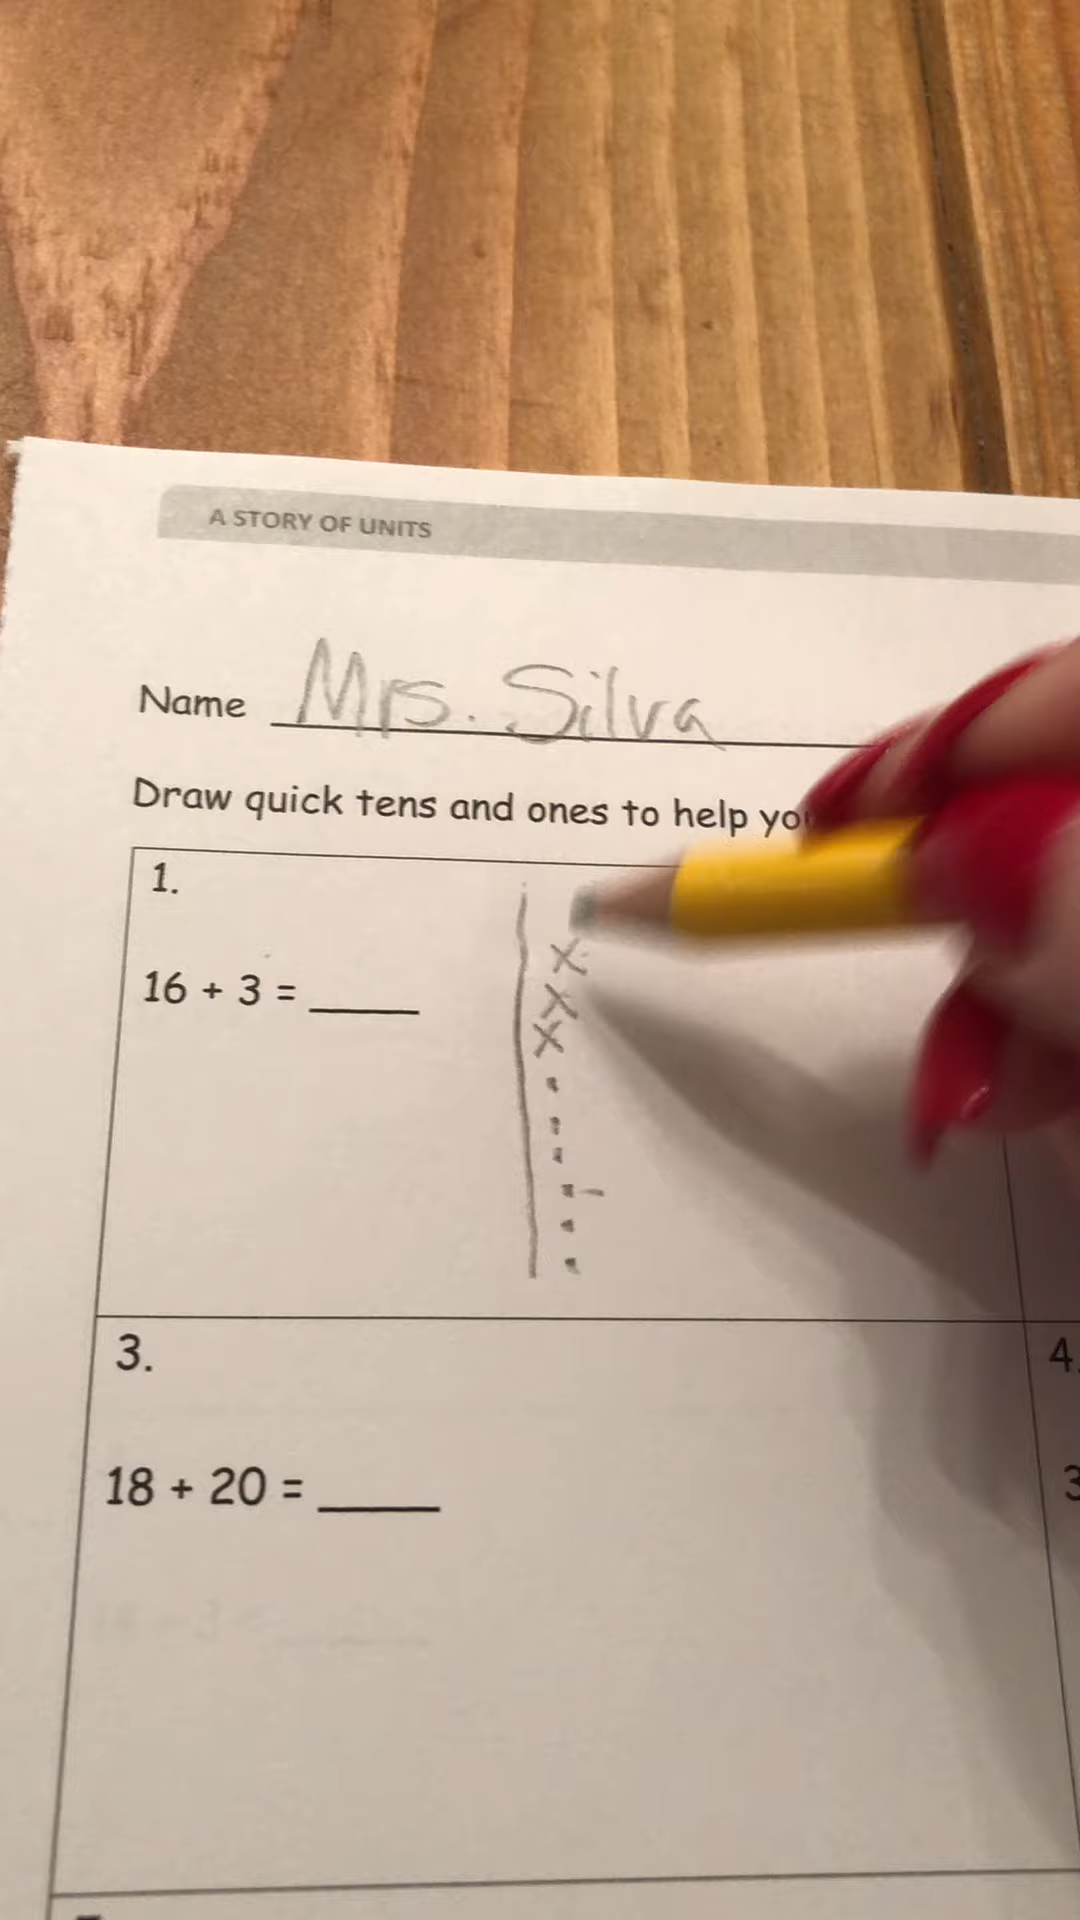 A STORY OF UNITS
Name Mrs. Silva
Draw quick tens and ones to help
1.
16 + 3 = ____
3.
4.
18 + 20 = ____